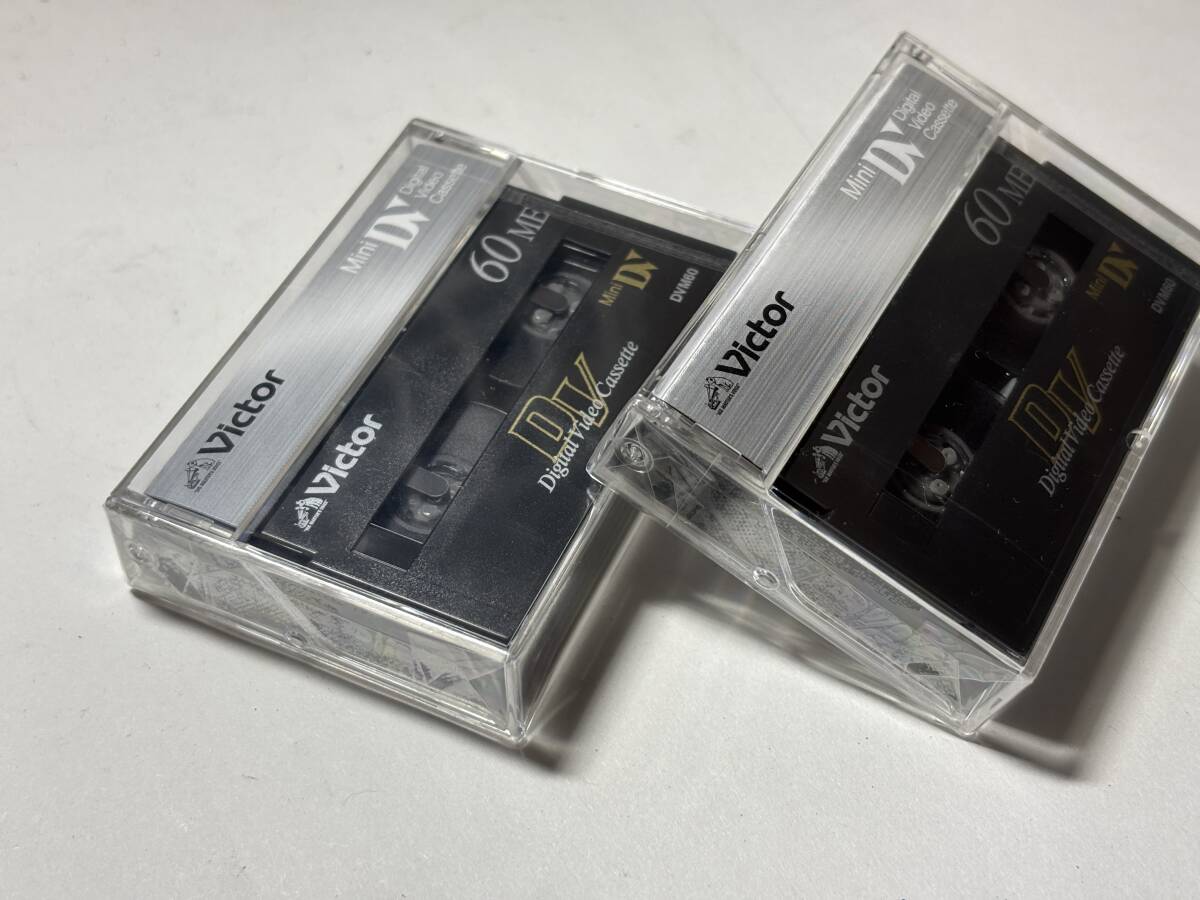 Mini DV Digital
Video
Cassette
Victor
60 ME
Mini DV
DVM60
Victor
DV
Digital Video Cassette
Mini DV Digital
Video
Cassette
Victor
60 ME
Mini DV
DVM60
Victor
DV
Digital Video Cassette